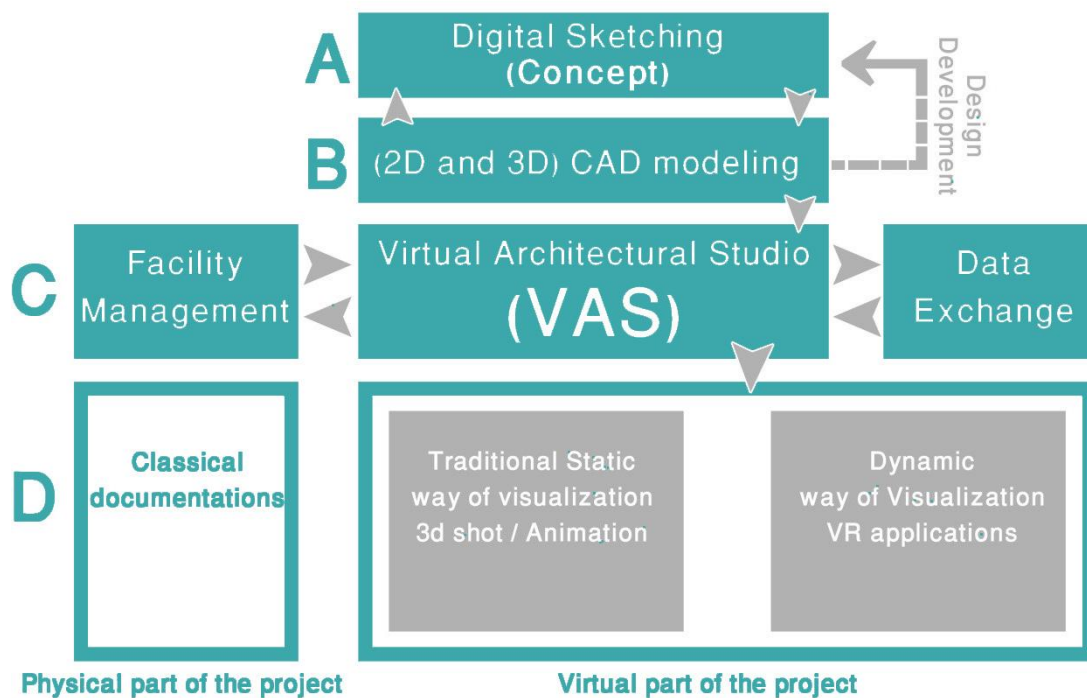 A
Digital Sketching
(Concept)
Design
Development
B
(2D and 3D) CAD modeling
C
Facility
Management
Virtual Architectural Studio
(VAS)
Data
Exchange
D
Classical
documentations
Traditional Static
way of visualization
3d shot / Animation
Dynamic
way of Visualization
VR applications
Physical part of the project
Virtual part of the project